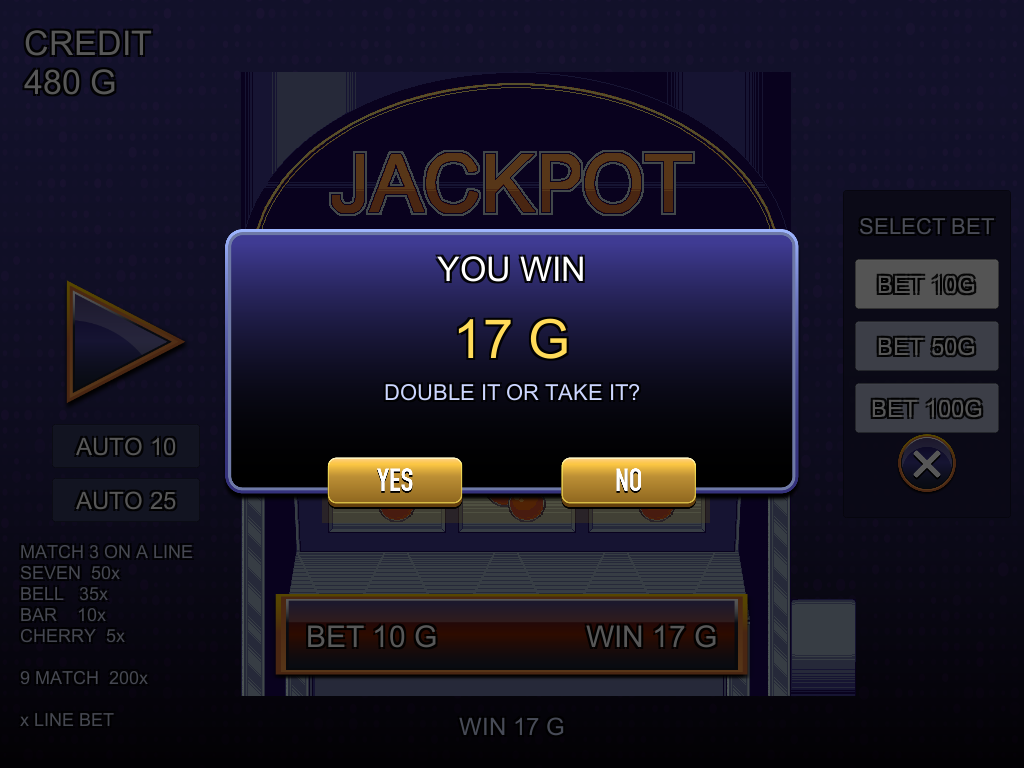 CREDIT
480 G
JACKPOT
SELECT BET
BET 10G
BET 50G
BET 100G
YOU WIN
17 G
DOUBLE IT OR TAKE IT?
YES
NO
AUTO 10
AUTO 25
MATCH 3 ON A LINE
SEVEN 50x
BELL 35x
BAR 10x
CHERRY 5x
9 MATCH 200x
x LINE BET
BET 10 G
WIN 17 G
WIN 17 G